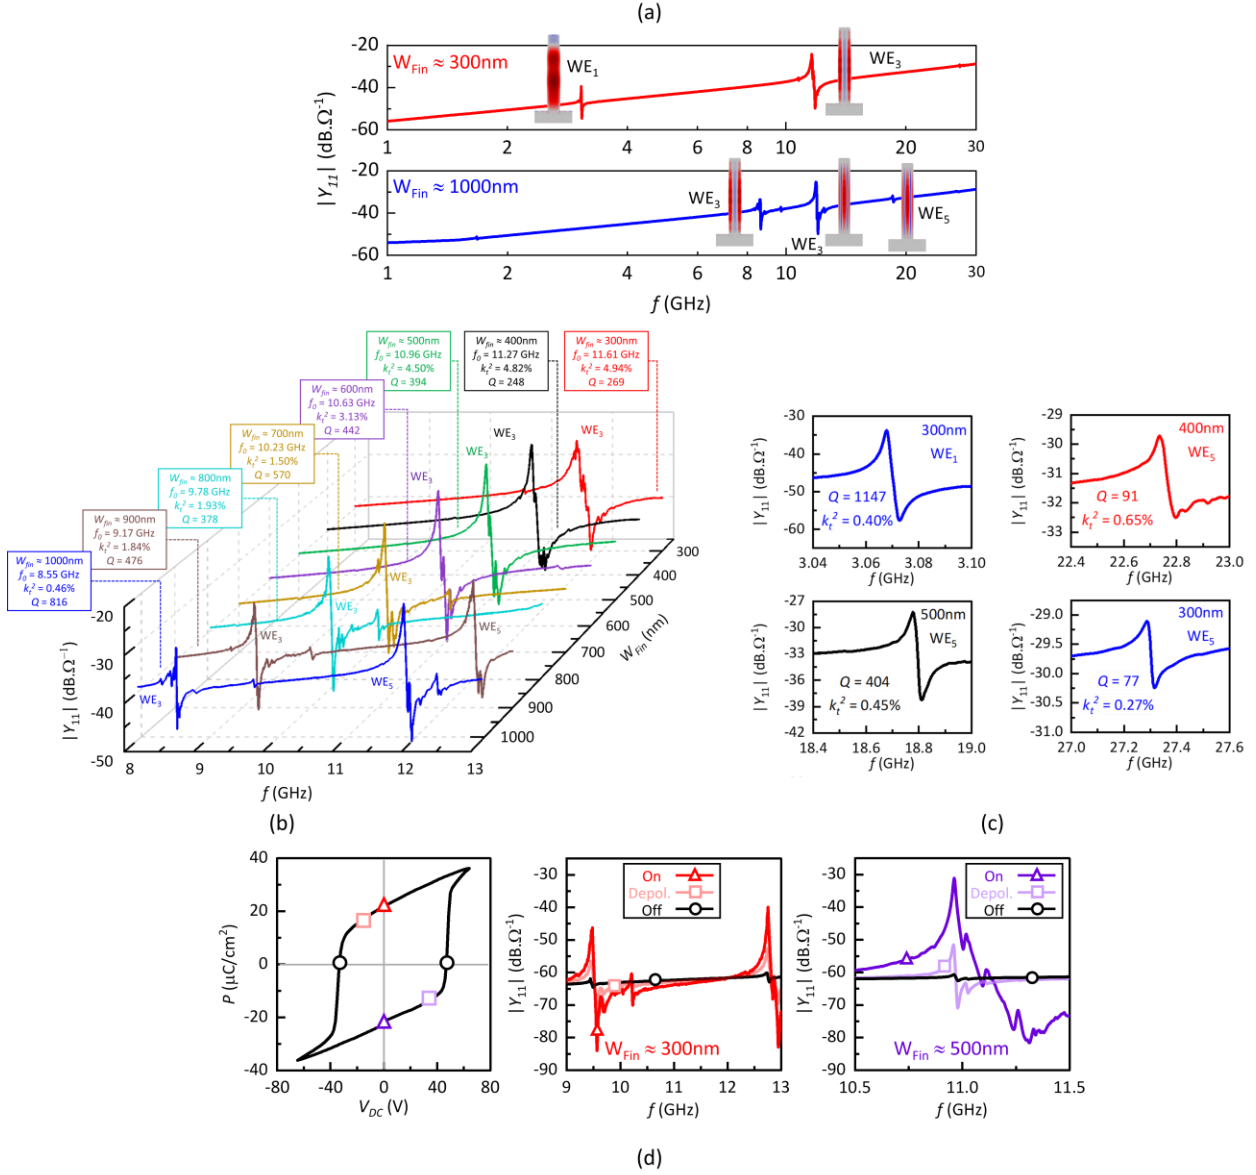 (a)
W_Fin ≈ 300nm
WE₁
WE₃
-20
-40
-60
1
2
4
6
8
10
20
30
|Y₁₁| (dB.Ω⁻¹)
W_Fin ≈ 1000nm
WE₃
WE₃
WE₅
-20
-40
-60
1
2
4
6
8
10
20
30
f (GHz)
W_fin ≈ 500nm
f₀ = 10.96 GHz
k_t² = 4.50%
Q = 394
W_fin ≈ 400nm
f₀ = 11.27 GHz
k_t² = 4.82%
Q = 248
W_fin ≈ 300nm
f₀ = 11.61 GHz
k_t² = 4.94%
Q = 269
W_fin ≈ 600nm
f₀ = 10.63 GHz
k_t² = 3.13%
Q = 442
W_fin ≈ 700nm
f₀ = 10.23 GHz
k_t² = 1.50%
Q = 570
W_fin ≈ 800nm
f₀ = 9.78 GHz
k_t² = 1.93%
Q = 378
W_fin ≈ 900nm
f₀ = 9.17 GHz
k_t² = 1.84%
Q = 476
W_fin ≈ 1000nm
f₀ = 8.55 GHz
k_t² = 0.46%
Q = 816
WE₃
WE₃
WE₃
WE₃
WE₃
WE₃
WE₃
WE₅
WE₃
WE₅
-20
-30
-40
-50
|Y₁₁| (dB.Ω⁻¹)
8
9
10
11
12
13
f (GHz)
300
400
500
600
700
800
900
1000
W_Fin (nm)
(b)
300nm
WE₁
Q = 1147
k_t² = 0.40%
-30
-40
-50
-60
3.04
3.06
3.08
3.10
|Y₁₁| (dB.Ω⁻¹)
f (GHz)
400nm
WE₅
Q = 91
k_t² = 0.65%
-29
-30
-31
-32
-33
22.4
22.6
22.8
23.0
|Y₁₁| (dB.Ω⁻¹)
f (GHz)
500nm
WE₅
Q = 404
k_t² = 0.45%
-27
-30
-33
-36
-39
-42
18.4
18.6
18.8
19.0
|Y₁₁| (dB.Ω⁻¹)
f (GHz)
300nm
WE₅
Q = 77
k_t² = 0.27%
-29.0
-29.5
-30.0
-30.5
-31.0
27.0
27.2
27.4
27.6
|Y₁₁| (dB.Ω⁻¹)
f (GHz)
(c)
40
20
0
-20
-40
P (μC/cm²)
-80
-40
0
40
80
V_DC (V)
On
Depol.
Off
-30
-40
-50
-60
-70
-80
-90
|Y₁₁| (dB.Ω⁻¹)
W_Fin ≈ 300nm
9
10
11
12
13
f (GHz)
On
Depol.
Off
-30
-40
-50
-60
-70
-80
-90
|Y₁₁| (dB.Ω⁻¹)
W_Fin ≈ 500nm
10.5
11.0
11.5
f (GHz)
(d)